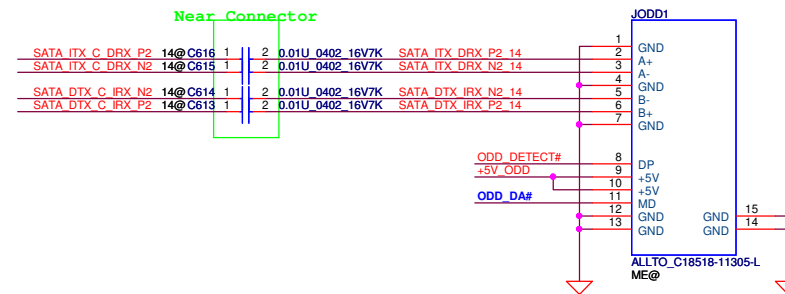 Near Connector
JODD1
1 GND
SATA_ITX_C_DRX_P2 14@ C616 1 2 0.01U_0402_16V7K SATA_ITX_DRX_P2_14 2 A+
SATA_ITX_C_DRX_N2 14@ C615 1 2 0.01U_0402_16V7K SATA_ITX_DRX_N2_14 3 A-
4 GND
SATA_DTX_C_IRX_N2 14@ C614 1 2 0.01U_0402_16V7K SATA_DTX_IRX_N2_14 5 B-
SATA_DTX_C_IRX_P2 14@ C613 1 2 0.01U_0402_16V7K SATA_DTX_IRX_P2_14 6 B+
7 GND
ODD_DETECT# 8 DP
+5V_ODD 9 +5V
10 +5V
ODD_DA# 11 MD
12 GND GND 15
13 GND GND 14
ALLTO_C18518-11305-L
ME@